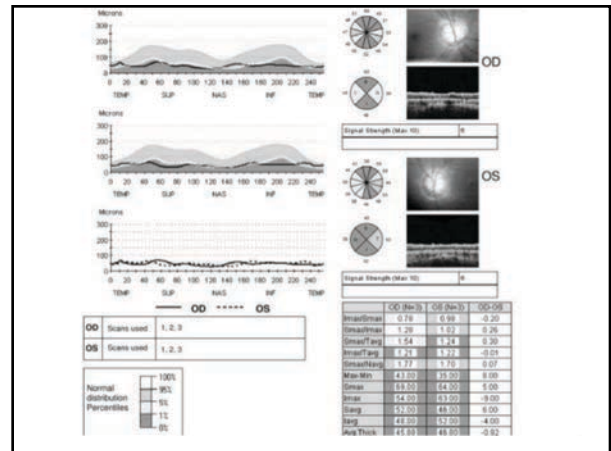 Microns
300
200
100
0
0 20 40 60 80 100 120 140 160 180 200 220 240
TEMP SUP NAS INF TEMP
Microns
300
200
100
0
0 20 40 60 80 100 120 140 160 180 200 220 240
TEMP SUP NAS INF TEMP
Microns
300
200
100
0
0 20 40 60 80 100 120 140 160 180 200 220 240
TEMP SUP NAS INF TEMP
OD OS
OD Scans used 1, 2, 3
OS Scans used 1, 2, 3
Normal
distribution
Percentiles
100%
95%
5%
1%
0%
OD
Signal Strength (Max 10) 6
OS
Signal Strength (Max 10) 6
OD (N=3) OS (N=3) OD-OS
Imax/Smax 0.78 0.98 -0.20
Smax/Imax 1.28 1.02 0.26
Smax/Tavg 1.54 1.24 0.30
Imax/Tavg 1.21 1.22 -0.01
Smax/Navg 1.77 1.70 0.07
Max-Min 43.00 35.00 8.00
Smax 69.00 64.00 5.00
Imax 54.00 63.00 -9.00
Savg 52.00 46.00 6.00
Iavg 48.00 52.00 -4.00
Avg.Thick 45.88 46.80 -0.92